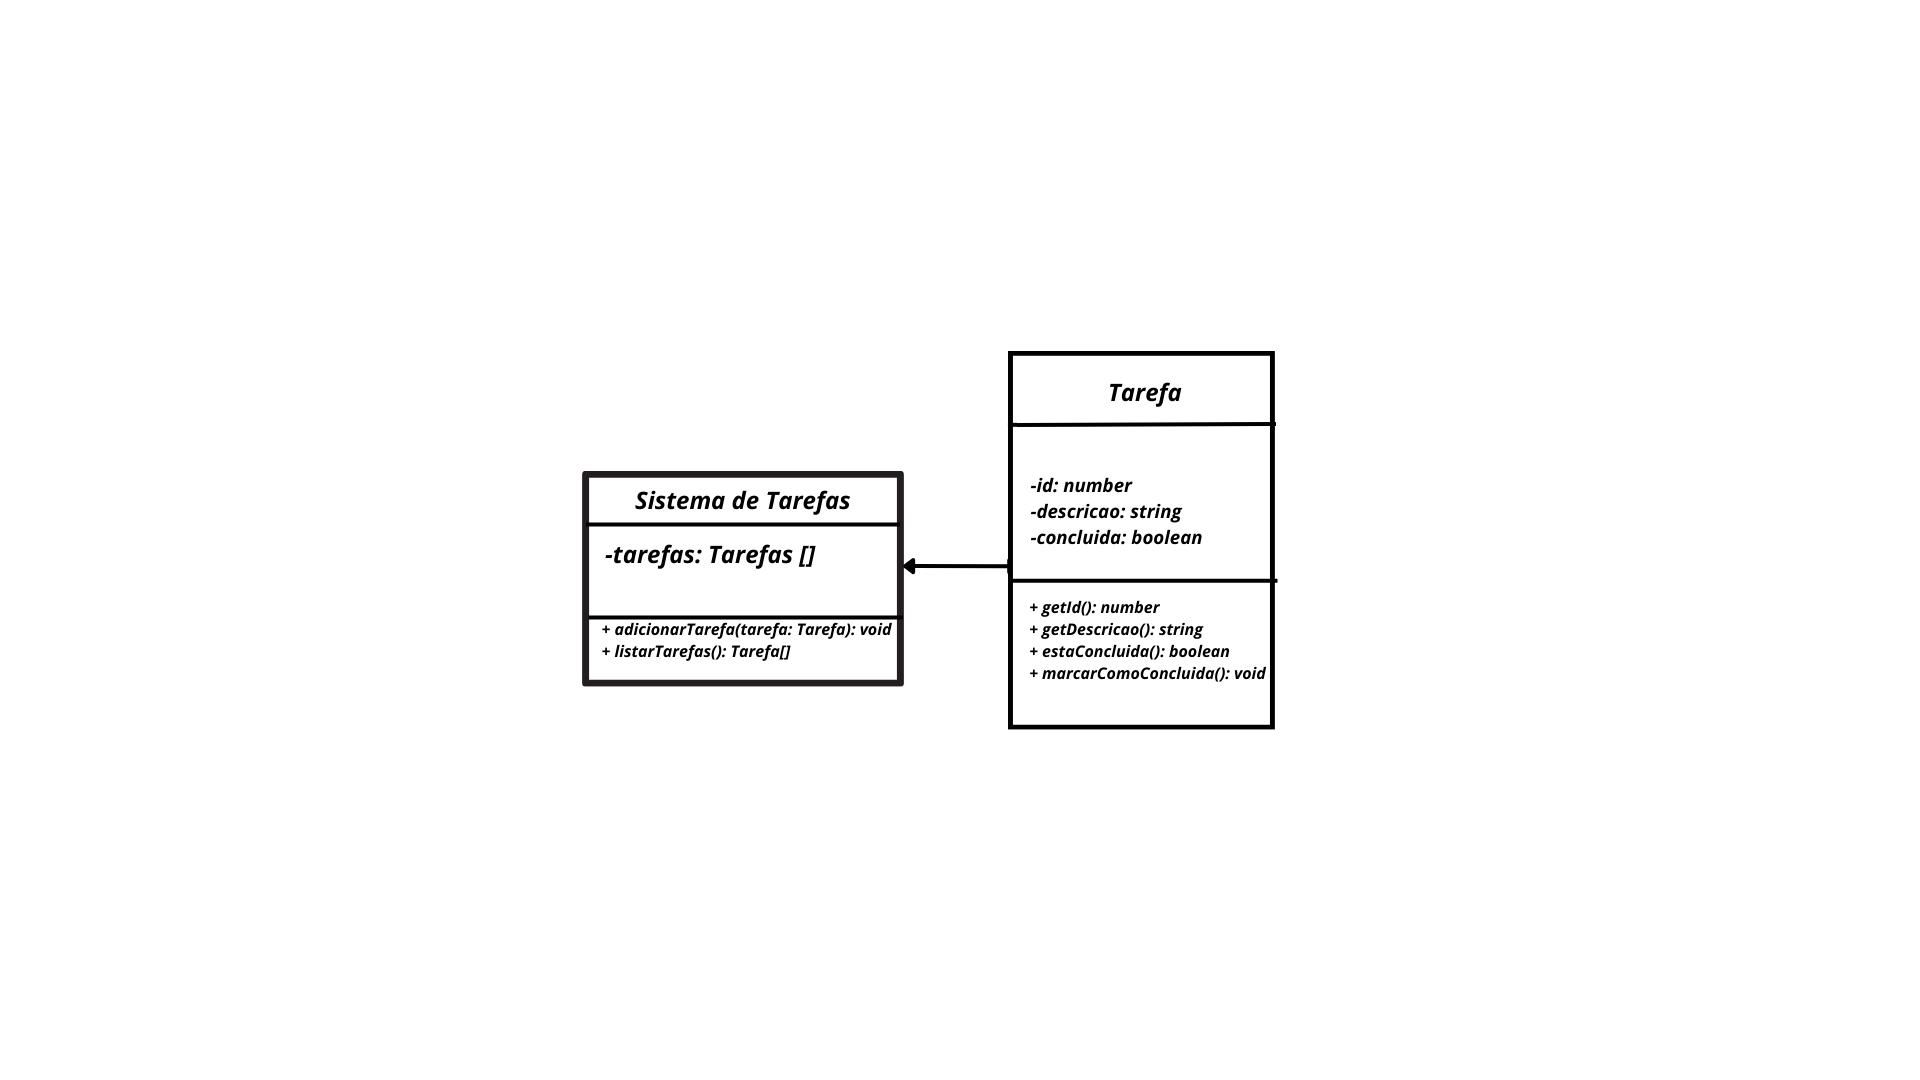 Sistema de Tarefas
-tarefas: Tarefas []
+ adicionarTarefa(tarefa: Tarefa): void
+ listarTarefas(): Tarefa[]
Tarefa
-id: number
-descricao: string
-concluida: boolean
+ getId(): number
+ getDescricao(): string
+ estaConcluida(): boolean
+ marcarComoConcluida(): void